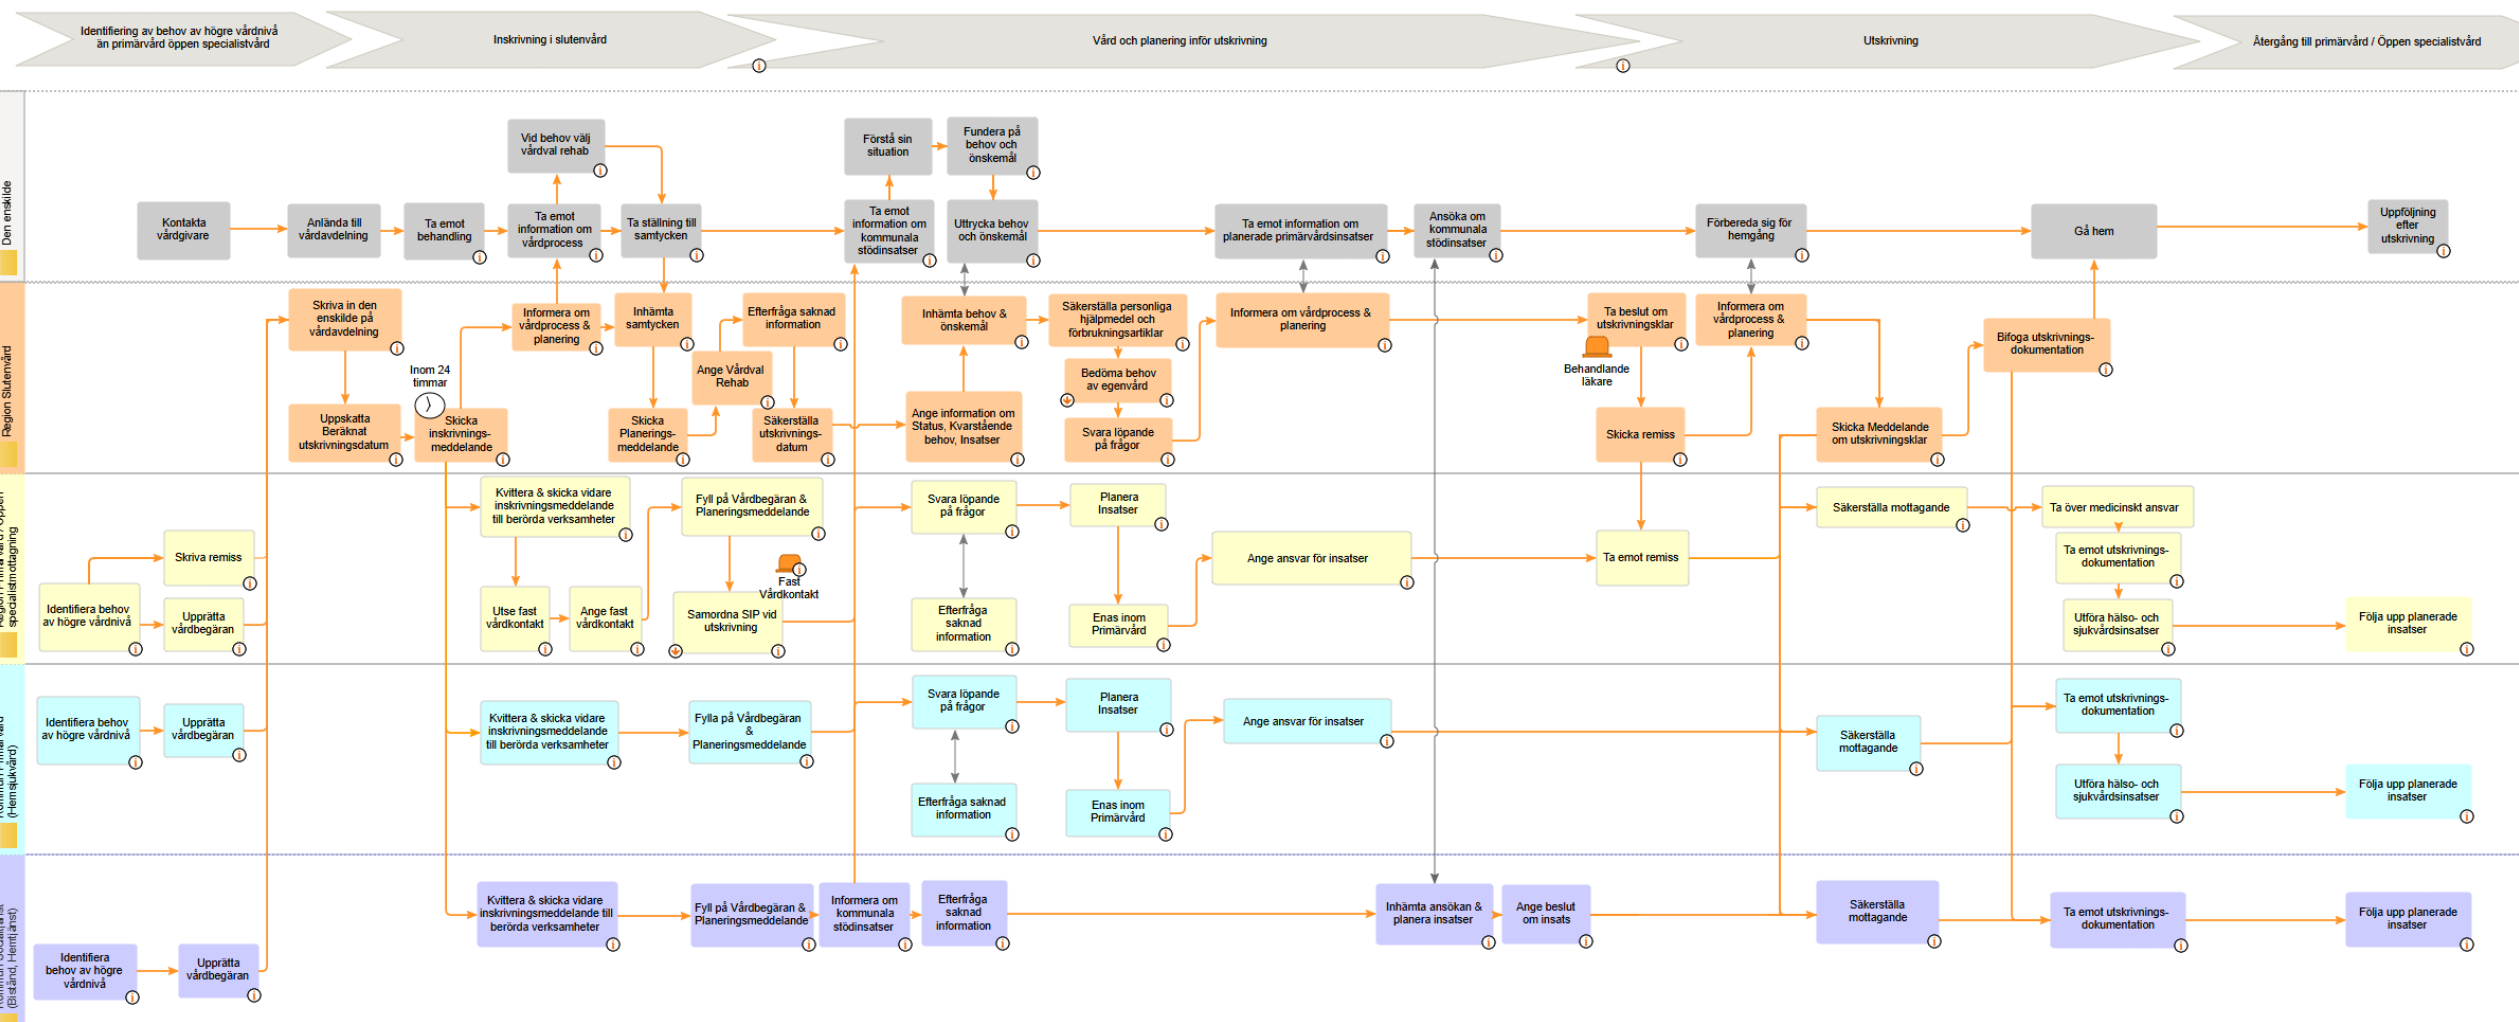 Identifiering av behov av högre vårdnivå
än primärvård öppen specialistvård
Inskrivning i slutenvård
Vård och planering inför utskrivning
Utskrivning
Återgång till primärvård / Öppen specialistvård
Den enskilde
Vid behov välj
vårdval rehab
Förstå sin
situation
Fundera på
behov och
önskemål
Kontakta
vårdgivare
Anlända till
vårdavdelning
Ta emot
behandling
Ta emot
information om
vårdprocess
Ta ställning till
samtycken
Ta emot
information om
kommunala
stödinsatser
Uttrycka behov
och önskemål
Ta emot information om
planerade primärvårdsinsatser
Ansöka om
kommunala
stödinsatser
Förbereda sig för
hemgång
Gå hem
Uppföljning
efter
utskrivning
Region Slutenvård
Skriva in den
enskilde på
vårdavdelning
Informera om
vårdprocess &
planering
Inhämta
samtycken
Efterfråga saknad
information
Inhämta behov &
önskemål
Säkerställa personliga
hjälpmedel och
förbrukningsartiklar
Informera om vårdprocess &
planering
Ta beslut om
utskrivningsklar
Informera om
vårdprocess &
planering
Bifoga utskrivnings-
dokumentation
Inom 24
timmar
Ange Vårdval
Rehab
Bedöma behov
av egenvård
Behandlande
läkare
Uppskatta
Beräknat
utskrivningsdatum
Skicka
inskrivnings-
meddelande
Skicka
Planerings-
meddelande
Säkerställa
utskrivnings-
datum
Ange information om
Status, Kvarstående
behov, Insatser
Svara löpande
på frågor
Skicka remiss
Skicka Meddelande
om utskrivningsklar
specialistmottagning
Kvittera & skicka vidare
inskrivningsmeddelande
till berörda verksamheter
Fyll på Vårdbegäran &
Planeringsmeddelande
Svara löpande
på frågor
Planera
Insatser
Säkerställa mottagande
Ta över medicinskt ansvar
Skriva remiss
Ange ansvar för insatser
Ta emot remiss
Ta emot utskrivnings-
dokumentation
Fast
Vårdkontakt
Identifiera behov
av högre vårdnivå
Upprätta
vårdbegäran
Utse fast
vårdkontakt
Ange fast
vårdkontakt
Samordna SIP vid
utskrivning
Efterfråga
saknad
information
Enas inom
Primärvård
Utföra hälso- och
sjukvårdsinsatser
Följa upp planerade
insatser
(Hemsjukvård)
Identifiera behov
av högre vårdnivå
Upprätta
vårdbegäran
Kvittera & skicka vidare
inskrivningsmeddelande
till berörda verksamheter
Fylla på Vårdbegäran
&
Planeringsmeddelande
Svara löpande
på frågor
Planera
Insatser
Ange ansvar för insatser
Säkerställa
mottagande
Ta emot utskrivnings-
dokumentation
Efterfråga saknad
information
Enas inom
Primärvård
Utföra hälso- och
sjukvårdsinsatser
Följa upp planerade
insatser
(Bistånd, Hemtjänst)
Kvittera & skicka vidare
inskrivningsmeddelande till
berörda verksamheter
Fyll på Vårdbegäran &
Planeringsmeddelande
Informera om
kommunala
stödinsatser
Efterfråga
saknad
information
Inhämta ansökan &
planera insatser
Ange beslut
om insats
Säkerställa
mottagande
Ta emot utskrivnings-
dokumentation
Följa upp planerade
insatser
Identifiera
behov av högre
vårdnivå
Upprätta
vårdbegäran